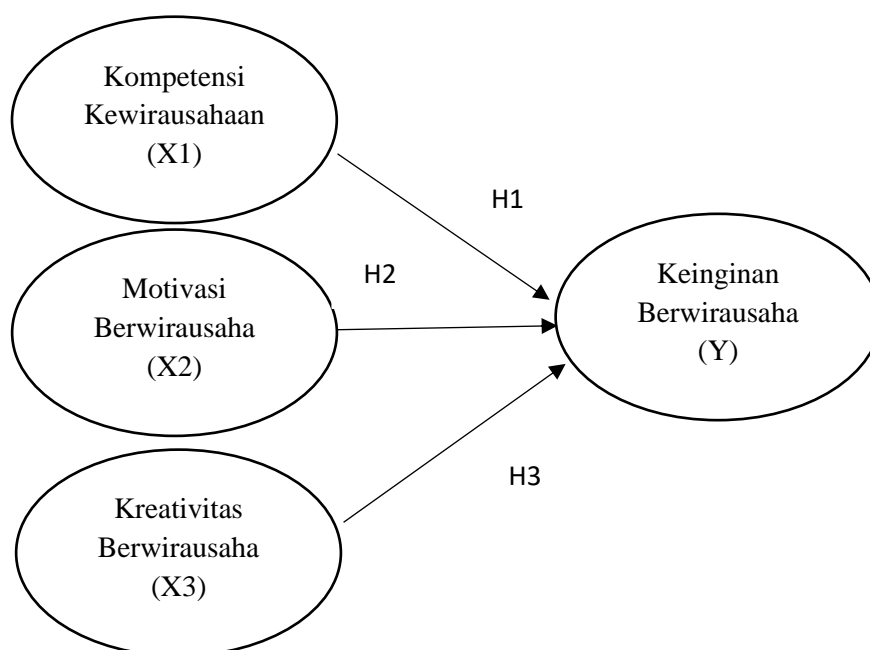 Kompetensi
Kewirausahaan
(X1)
H1
Motivasi
Berwirausaha
(X2)
H2
Keinginan
Berwirausaha
(Y)
Kreativitas
Berwirausaha
(X3)
H3